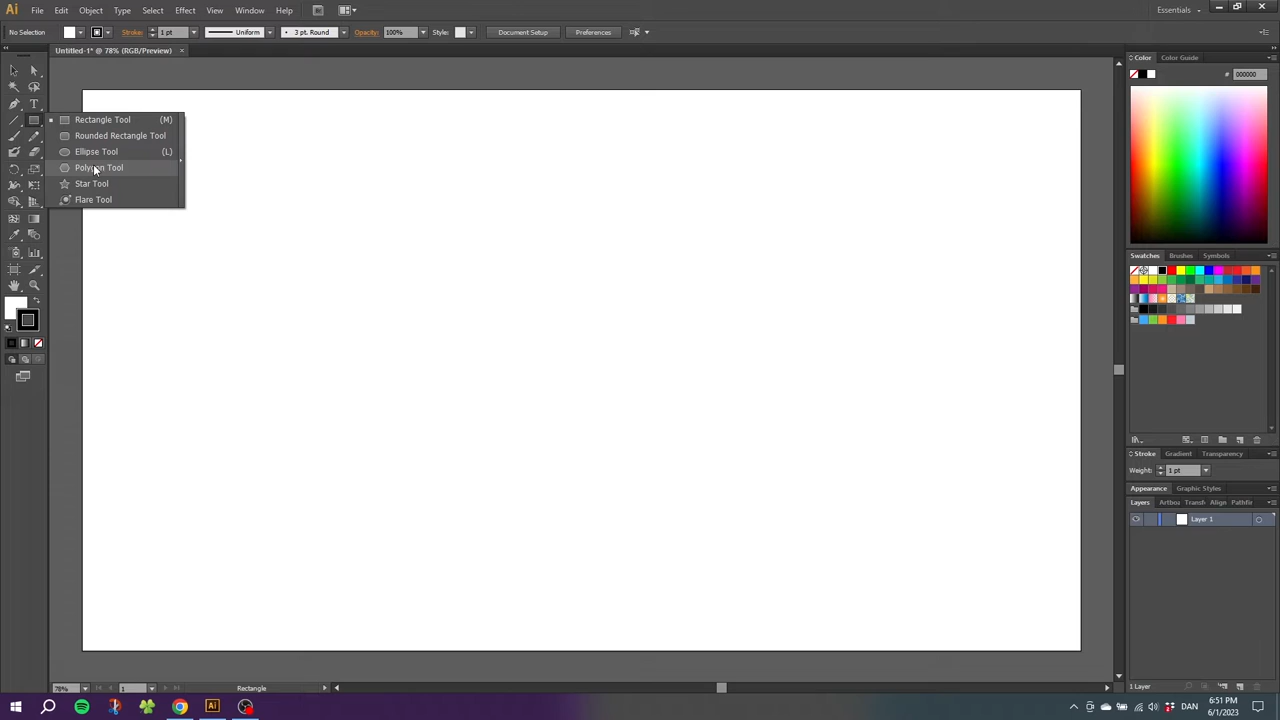 Ai File Edit Object Type Select Effect View Window Help Br Essentials
No Selection Stroke: 1 pt Uniform 3 pt. Round Opacity: 100% Style: Document Setup Preferences
Untitled-1* @ 78% (RGB/Preview) ×
Color Color Guide
# 000000
Rectangle Tool (M)
Rounded Rectangle Tool
Ellipse Tool (L)
Polygon Tool
Star Tool
Flare Tool
Swatches Brushes Symbols
Stroke Gradient Transparency
Weight: 1 pt
Appearance Graphic Styles
Layers Artbo Transf Align Pathfin
Layer 1
1 Layer
78% 1 Rectangle
Ai DAN 6:51 PM
6/1/2023